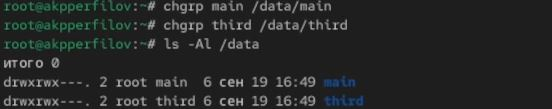 root@akpperfilov:~# chgrp main /data/main
root@akpperfilov:~# chgrp third /data/third
root@akpperfilov:~# ls -Al /data
итого 0
drwxrwx---. 2 root main  6 сен 19 16:49 main
drwxrwx---. 2 root third 6 сен 19 16:49 third